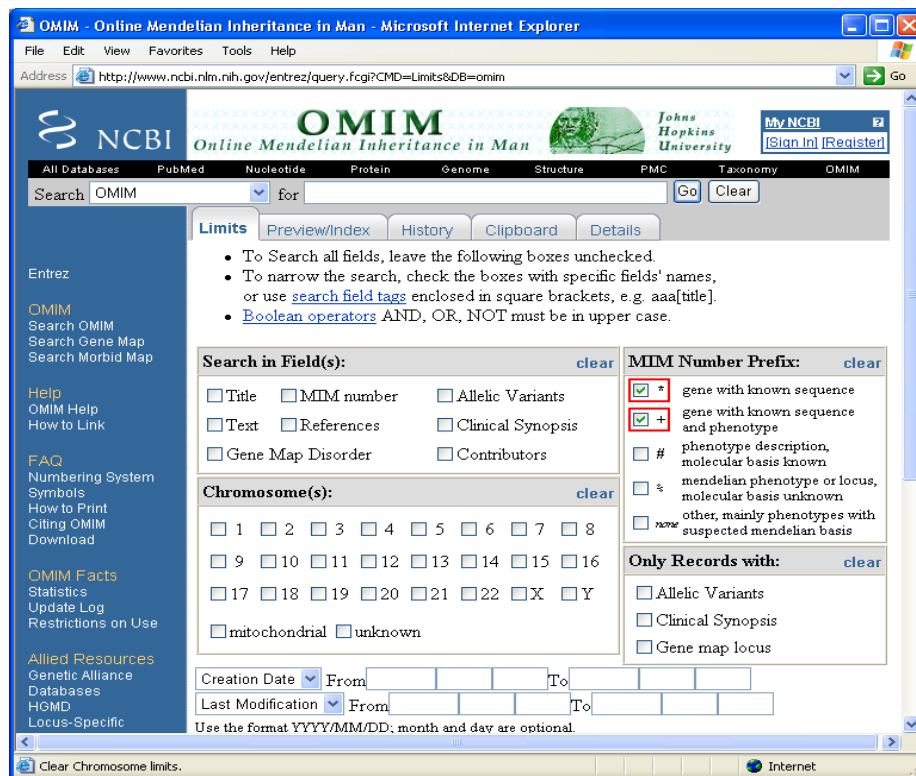 OMIM - Online Mendelian Inheritance in Man - Microsoft Internet Explorer
File Edit View Favorites Tools Help
Address http://www.ncbi.nlm.nih.gov/entrez/query.fcgi?CMD=Limits&DB=omim Go
NCBI
OMIM
Online Mendelian Inheritance in Man
Johns
Hopkins
University
My NCBI ?
[Sign In] [Register]
All Databases PubMed Nucleotide Protein Genome Structure PMC Taxonomy OMIM
Search OMIM for Go Clear
Limits Preview/Index History Clipboard Details
• To Search all fields, leave the following boxes unchecked.
• To narrow the search, check the boxes with specific fields' names,
or use search field tags enclosed in square brackets, e.g. aaa[title].
• Boolean operators AND, OR, NOT must be in upper case.
Entrez
OMIM
Search OMIM
Search Gene Map
Search Morbid Map
Help
OMIM Help
How to Link
FAQ
Numbering System
Symbols
How to Print
Citing OMIM
Download
OMIM Facts
Statistics
Update Log
Restrictions on Use
Allied Resources
Genetic Alliance
Databases
HGMD
Locus-Specific
Search in Field(s): clear
Title MIM number Allelic Variants
Text References Clinical Synopsis
Gene Map Disorder Contributors
Chromosome(s): clear
1 2 3 4 5 6 7 8
9 10 11 12 13 14 15 16
17 18 19 20 21 22 X Y
mitochondrial unknown
MIM Number Prefix: clear
* gene with known sequence
+ gene with known sequence
and phenotype
# phenotype description,
molecular basis known
% mendelian phenotype or locus,
molecular basis unknown
none other, mainly phenotypes with
suspected mendelian basis
Only Records with: clear
Allelic Variants
Clinical Synopsis
Gene map locus
Creation Date From To
Last Modification From To
Use the format YYYY/MM/DD; month and day are optional.
Clear Chromosome limits. Internet